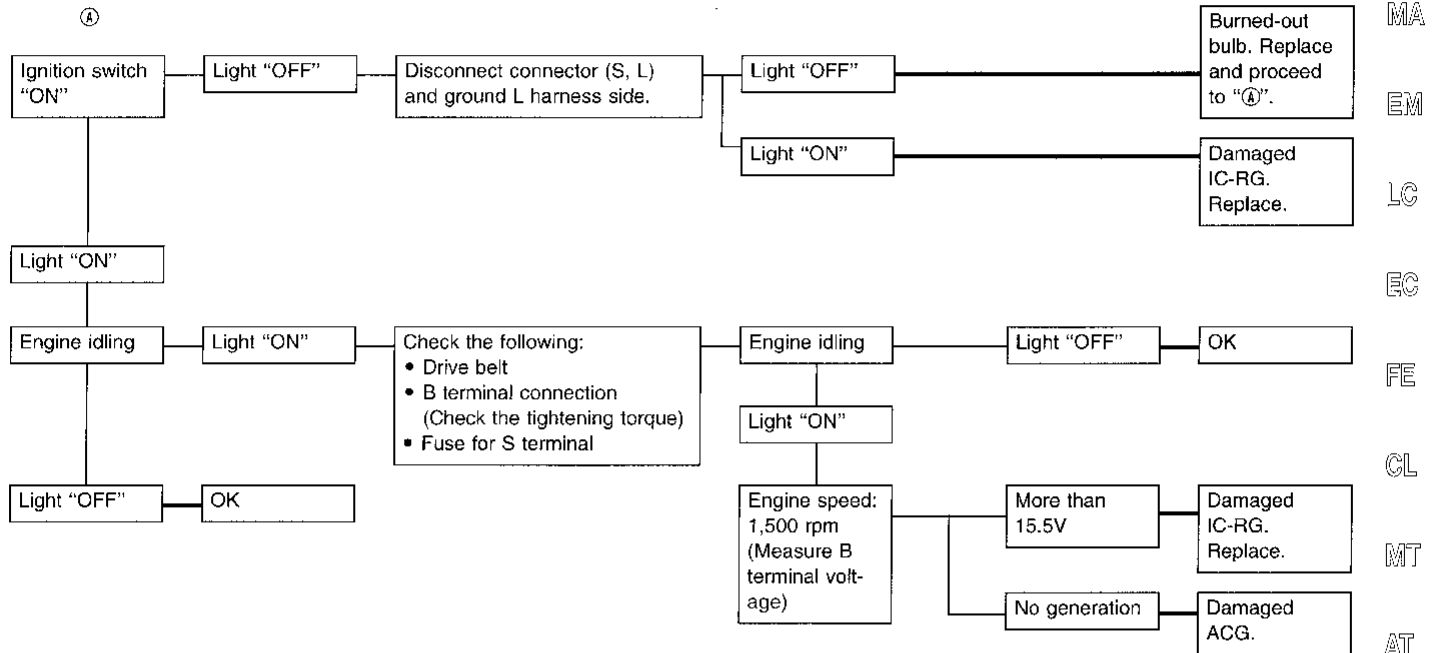 Ⓐ
MA
Ignition switch
"ON"
Light "OFF"
Disconnect connector (S, L)
and ground L harness side.
Light "OFF"
Burned-out
bulb. Replace
and proceed
to "Ⓐ".
EM
Light "ON"
Damaged
IC-RG.
Replace.
LC
Light "ON"
EC
Engine idling
Light "ON"
Check the following:
• Drive belt
• B terminal connection
(Check the tightening torque)
• Fuse for S terminal
Engine idling
Light "OFF"
OK
FE
Light "ON"
CL
Light "OFF"
OK
Engine speed:
1,500 rpm
(Measure B
terminal volt-
age)
More than
15.5V
Damaged
IC-RG.
Replace.
MT
No generation
Damaged
ACG.
AT